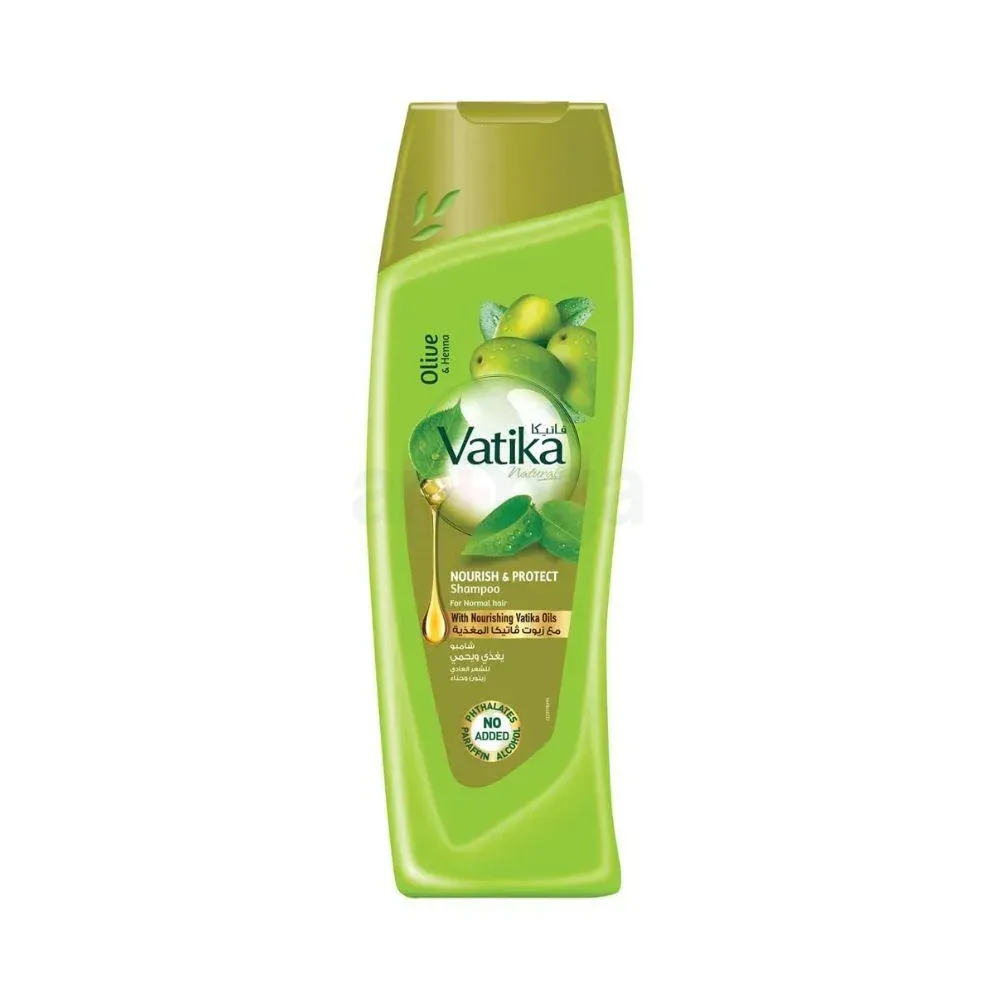 Olive
& Henna
فاتيكا
Vatika
Naturals
NOURISH & PROTECT
Shampoo
For Normal hair
With Nourishing Vatika Oils
مع زيوت ڤاتيكا المغذية
شامبو
يغذي ويحمي
للشعر العادي
زيتون وحناء
PHTHALATES
NO
ADDED
PARAFFIN ALCOHOL